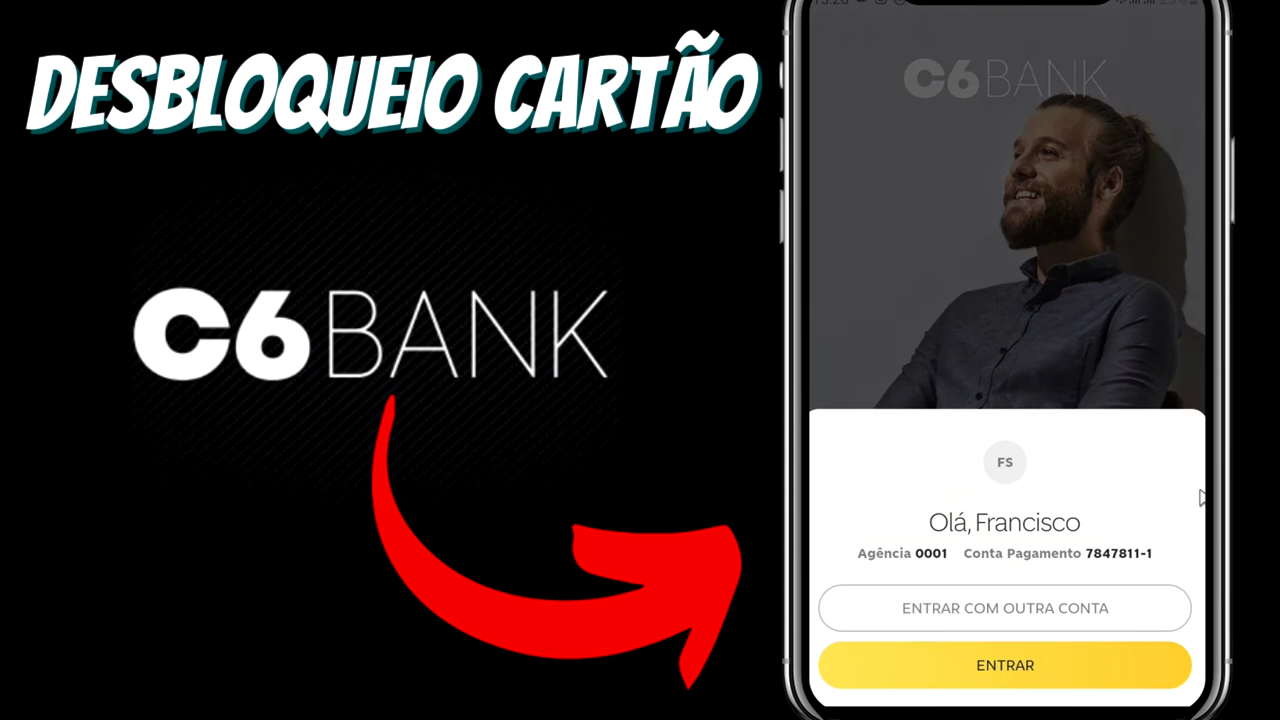 DESBLOQUEIO CARTÃO
C6BANK
C6BANK
FS
Olá, Francisco
Agência 0001 Conta Pagamento 7847811-1
ENTRAR COM OUTRA CONTA
ENTRAR